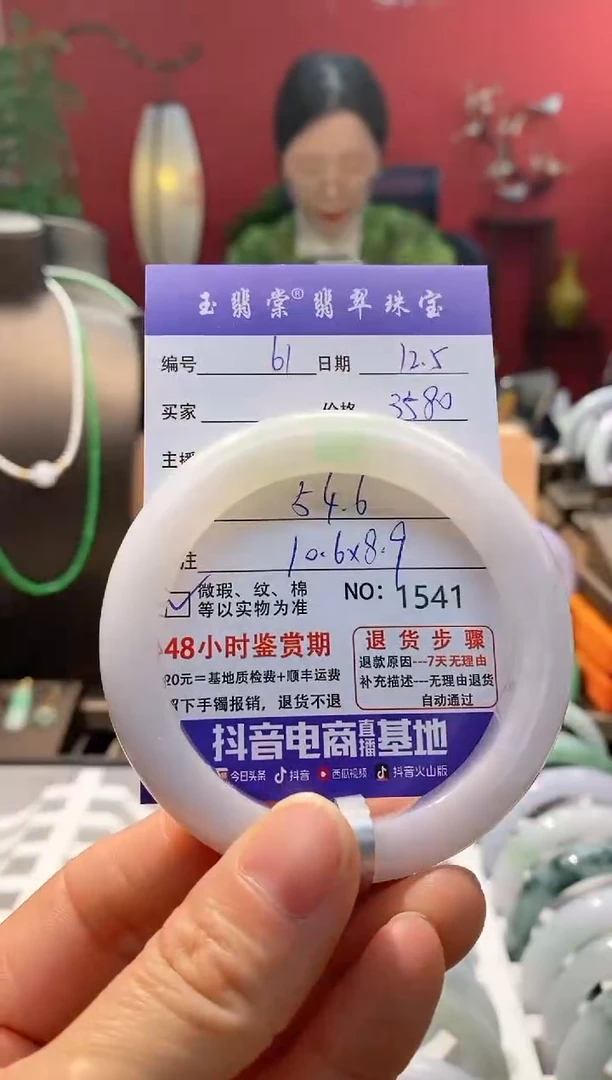 玉翡棠®翡翠珠宝
编号 61 日期 12.5
买家 价格 3580
主播
54.6
注 10.6x8.9
微瑕、纹、棉
等以实物为准
NO: 1541
48小时鉴赏期
20元=基地质检费+顺丰运费
下手镯报销，退货不退
退货步骤
退款原因---7天无理由
补充描述---无理由退货
自动通过
抖音电商直播基地
今日头条 抖音 西瓜视频 抖音火山版